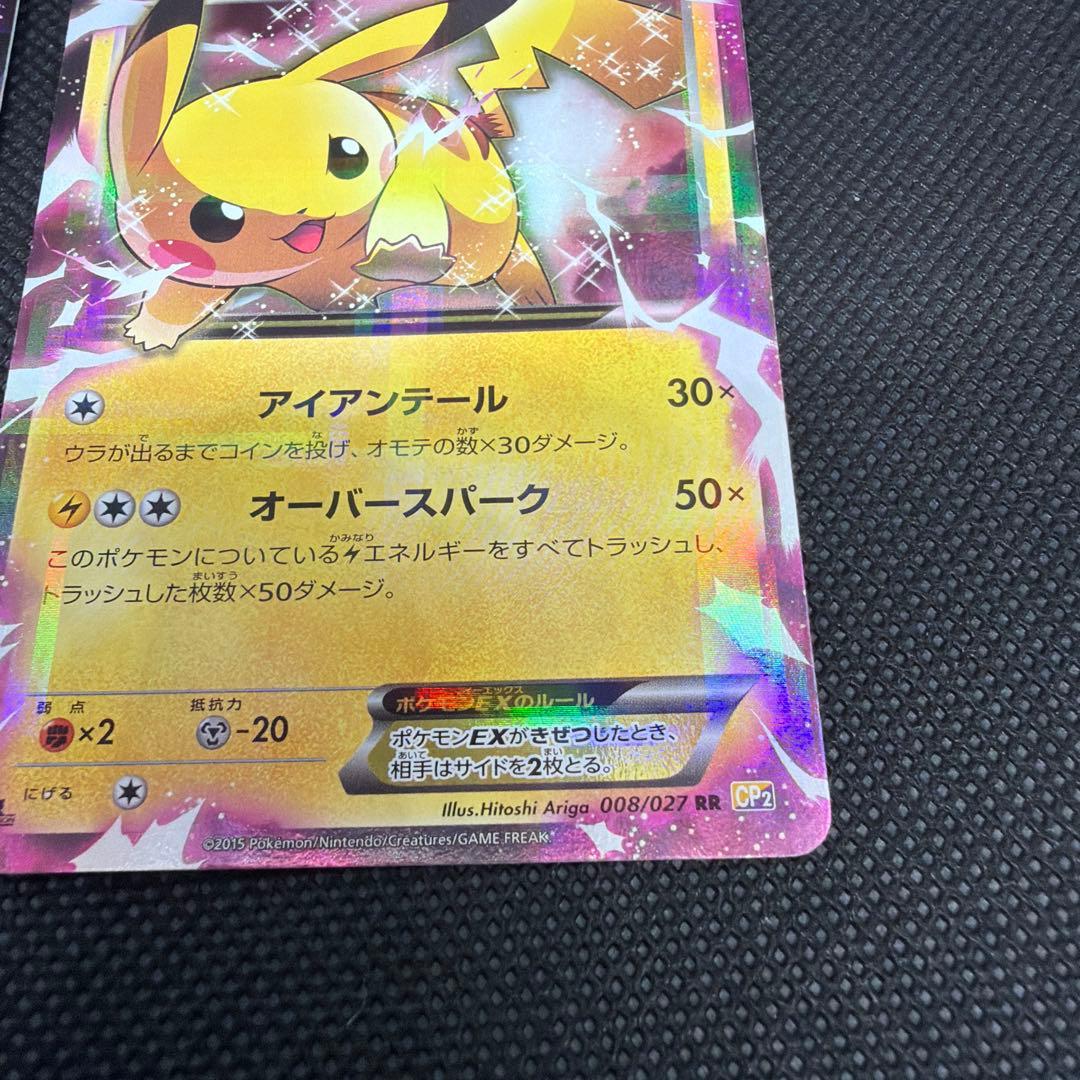 アイアンテール 30×
ウラが出るまでコインを投げ、オモテの数×30ダメージ。
オーバースパーク 50×
このポケモンについているエネルギーをすべてトラッシュし、
トラッシュした枚数×50ダメージ。
弱点 抵抗力
×2 -20
ポケモンEXのルール
ポケモンEXがきぜつしたとき、
相手はサイドを2枚とる。
にげる
Illus.Hitoshi Ariga 008/027 RR CP2
©2015 Pokémon/Nintendo/Creatures/GAME FREAK.